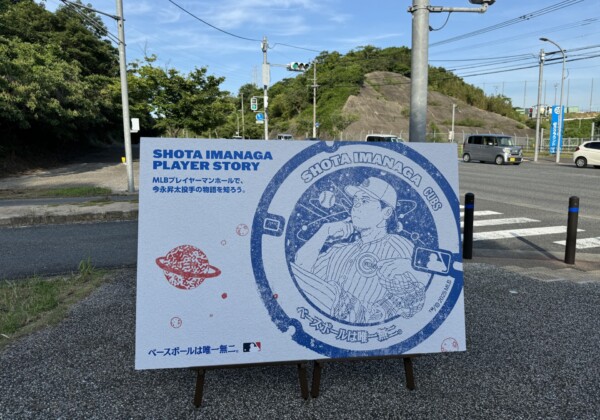 SHOTA IMANAGA
PLAYER STORY
MLBプレイヤーマンホールで、
今永昇太投手の物語を知ろう。
SHOTA IMANAGA CUBS
ベースボールは唯一無二。
ベースボールは唯一無二。